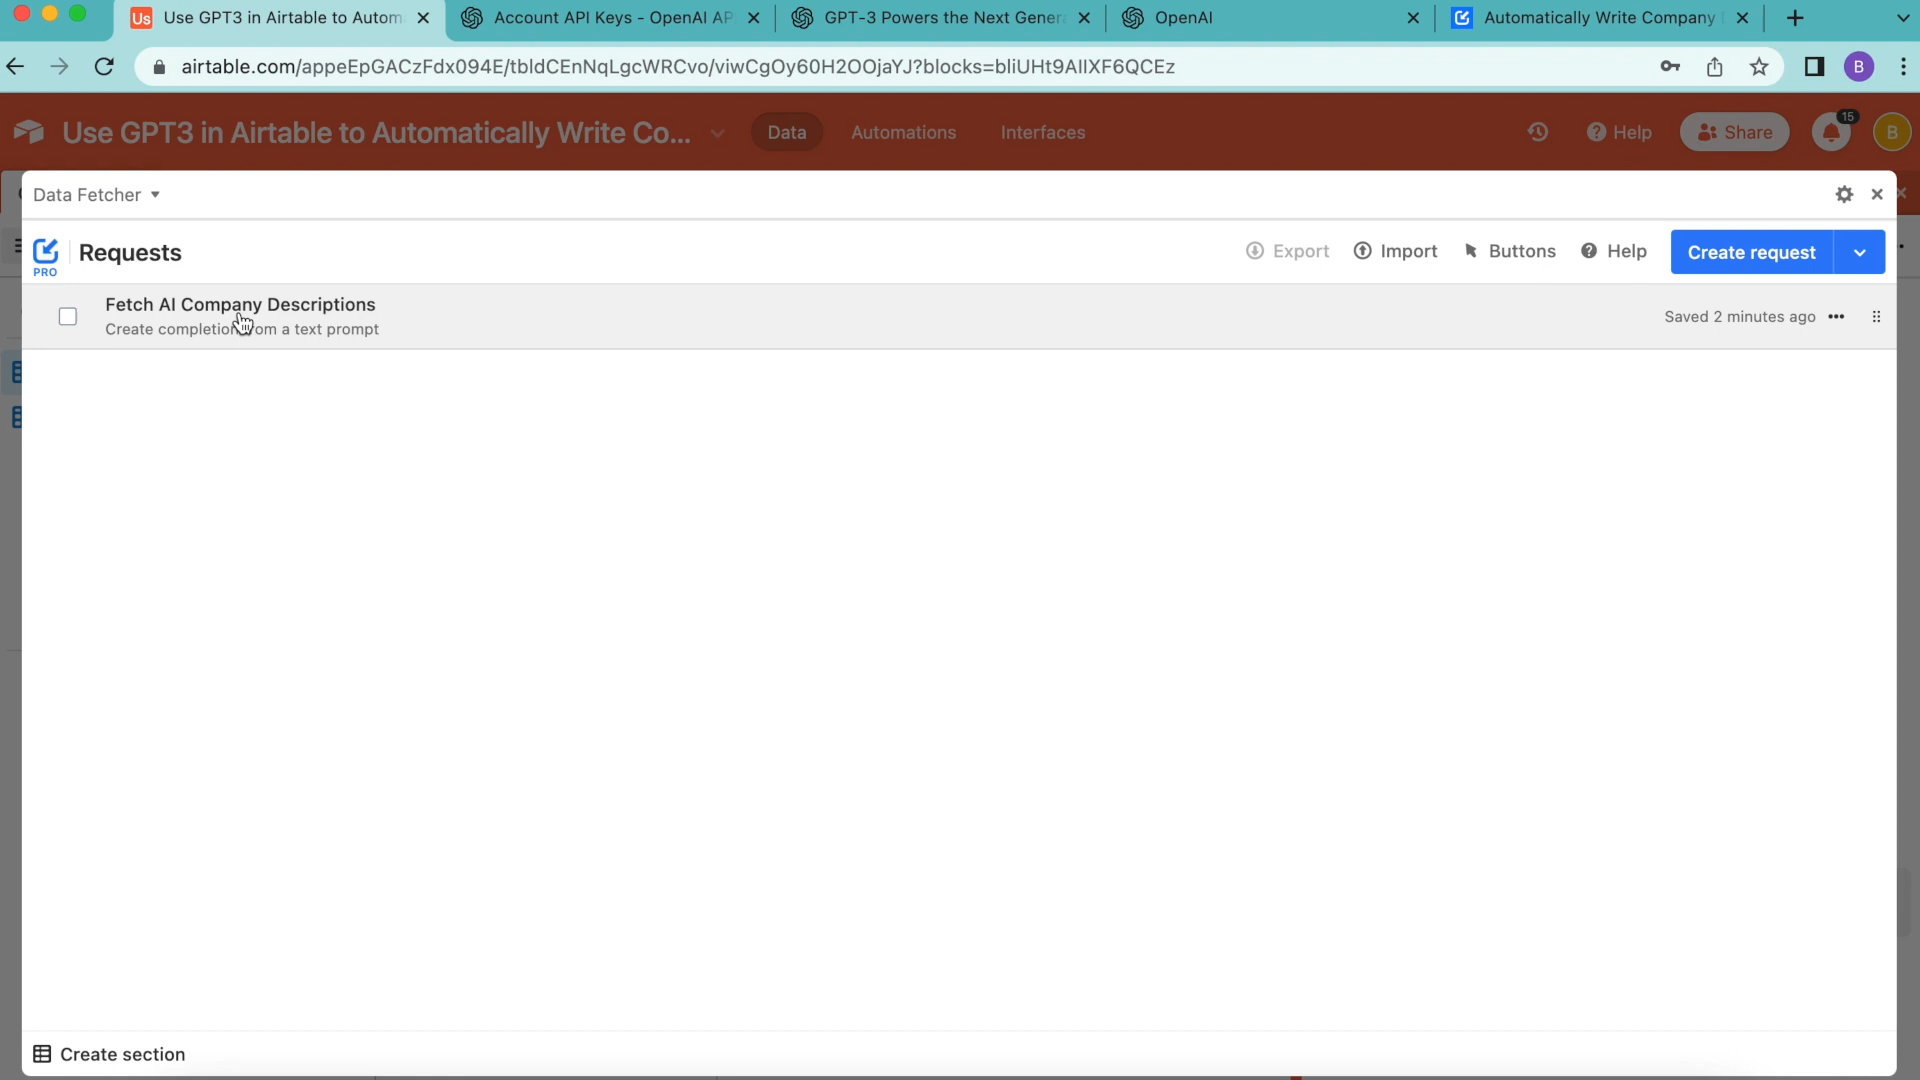 Us Use GPT3 in Airtable to Autom
Account API Keys - OpenAI AP
GPT-3 Powers the Next Genera
OpenAI
Automatically Write Company
airtable.com/appeEpGACzFdx094E/tbldCEnNqLgcWRCvo/viwCgOy60H2OOjaYJ?blocks=bliUHt9AIlXF6QCEz
B
Use GPT3 in Airtable to Automatically Write Co...
Data
Automations
Interfaces
Help
Share
15
B
Data Fetcher
PRO
Requests
Export
Import
Buttons
Help
Create request
Fetch AI Company Descriptions
Create completion from a text prompt
Saved 2 minutes ago
Create section